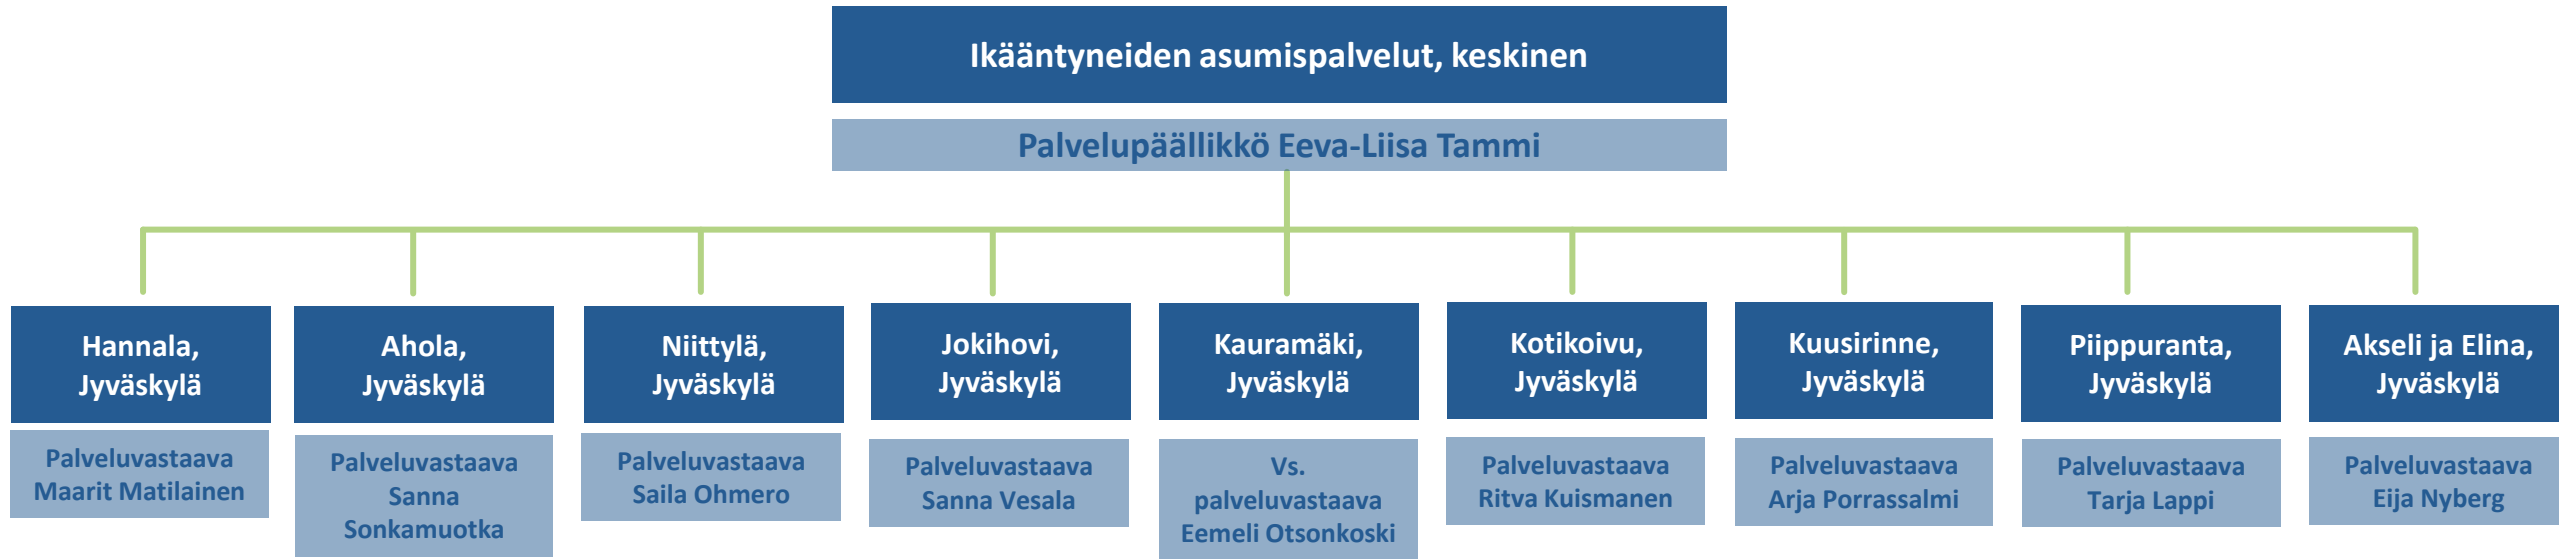 Ikääntyneiden asumispalvelut, keskinen
Palvelupäällikkö Eeva-Liisa Tammi
Hannala,
Jyväskylä
Palveluvastaava
Maarit Matilainen
Ahola,
Jyväskylä
Palveluvastaava
Sanna
Sonkamuotka
Niittylä,
Jyväskylä
Palveluvastaava
Saila Ohmero
Jokihovi,
Jyväskylä
Palveluvastaava
Sanna Vesala
Kauramäki,
Jyväskylä
Vs.
palveluvastaava
Eemeli Otsonkoski
Kotikoivu,
Jyväskylä
Palveluvastaava
Ritva Kuismanen
Kuusirinne,
Jyväskylä
Palveluvastaava
Arja Porrassalmi
Piippuranta,
Jyväskylä
Palveluvastaava
Tarja Lappi
Akseli ja Elina,
Jyväskylä
Palveluvastaava
Eija Nyberg